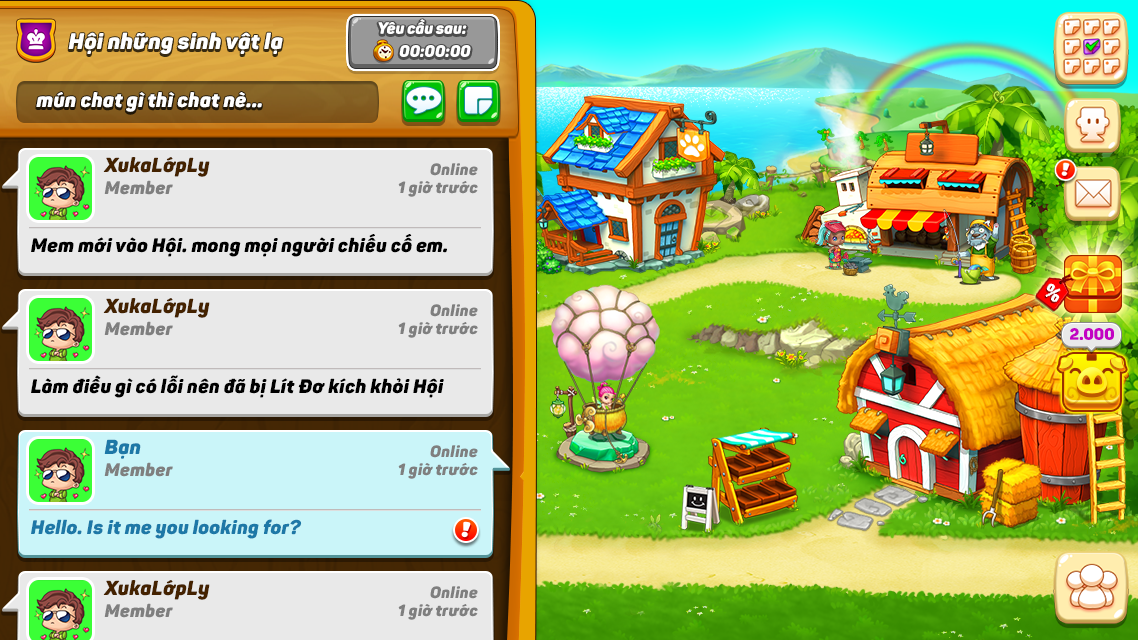 Hội những sinh vật lạ
Yêu cầu sau:
00:00:00
mún chat gì thì chat nè...
XukaLớpLy
Online
Member
1 giờ trước
Mem mới vào Hội. mong mọi người chiếu cố em.
XukaLớpLy
Online
Member
1 giờ trước
Làm điều gì có lỗi nên đã bị Lít Đơ kích khỏi Hội
Bạn
Online
Member
1 giờ trước
Hello. Is it me you looking for?
!
XukaLớpLy
Online
Member
1 giờ trước
!
%
2.000